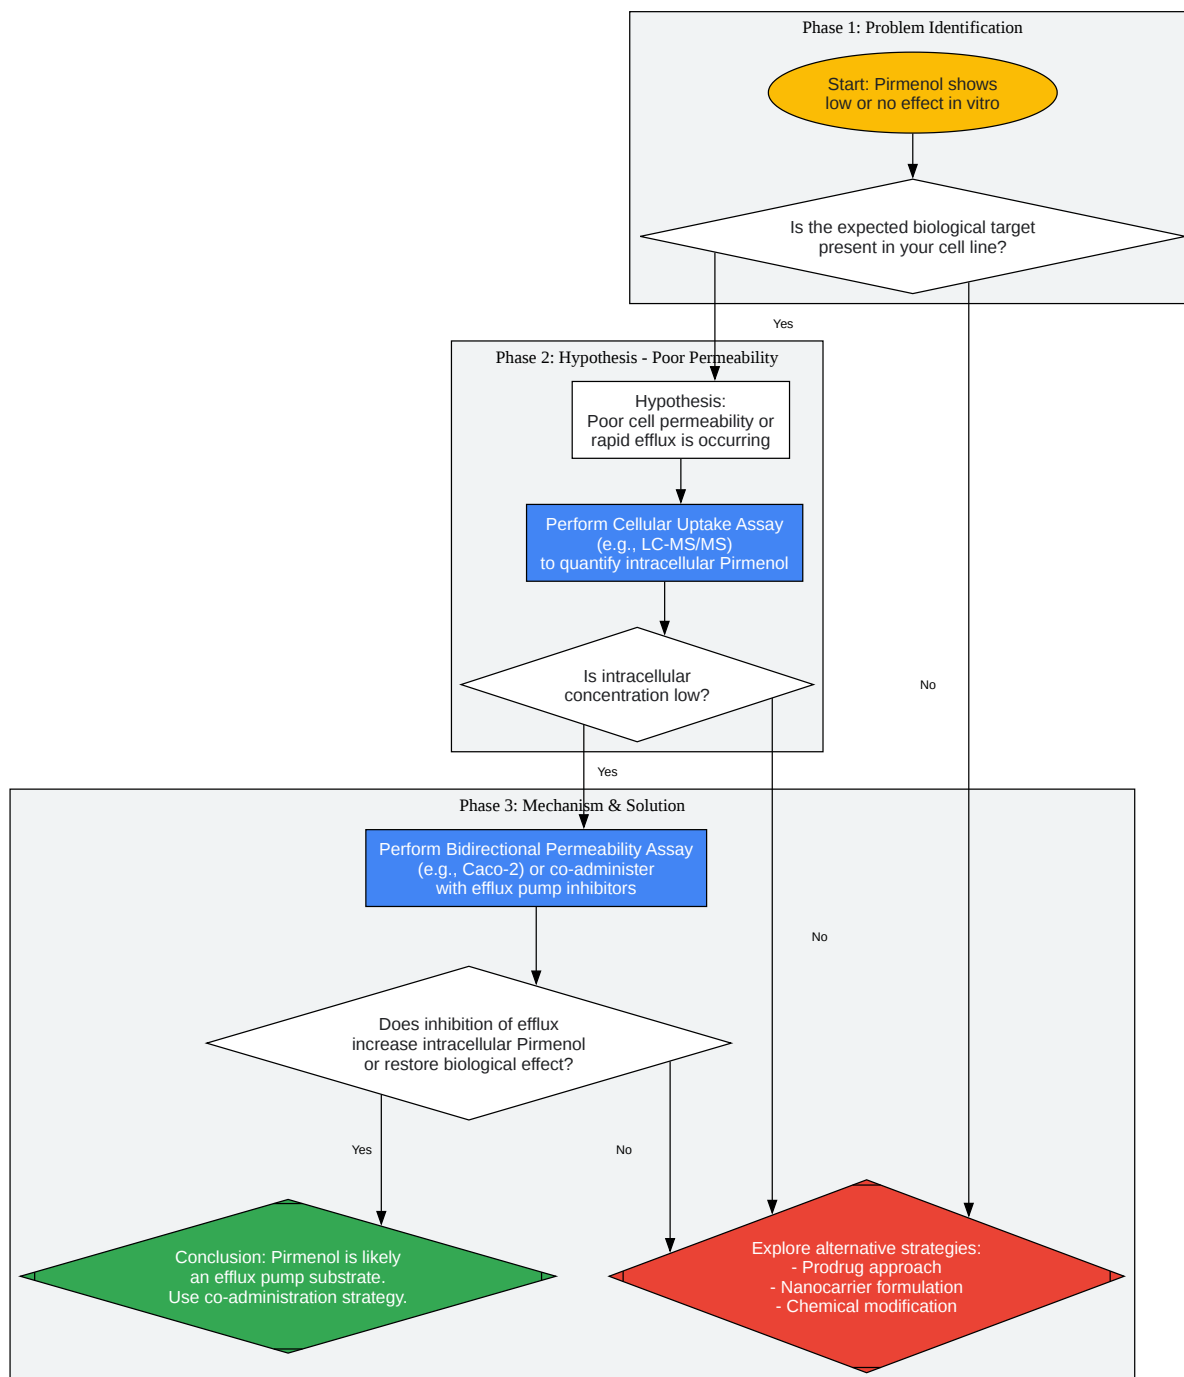 Phase 1: Problem Identification
Start: Pirmenol shows
low or no effect in vitro
Is the expected biological target
present in your cell line?
Yes
Phase 2: Hypothesis - Poor Permeability
Hypothesis:
Poor cell permeability or
rapid efflux is occurring
Perform Cellular Uptake Assay
(e.g., LC-MS/MS)
to quantify intracellular Pirmenol
Is intracellular
concentration low?
No
Yes
Phase 3: Mechanism & Solution
Perform Bidirectional Permeability Assay
(e.g., Caco-2) or co-administer
with efflux pump inhibitors
No
Does inhibition of efflux
increase intracellular Pirmenol
or restore biological effect?
Yes
No
Conclusion: Pirmenol is likely
an efflux pump substrate.
Use co-administration strategy.
Explore alternative strategies:
- Prodrug approach
- Nanocarrier formulation
- Chemical modification